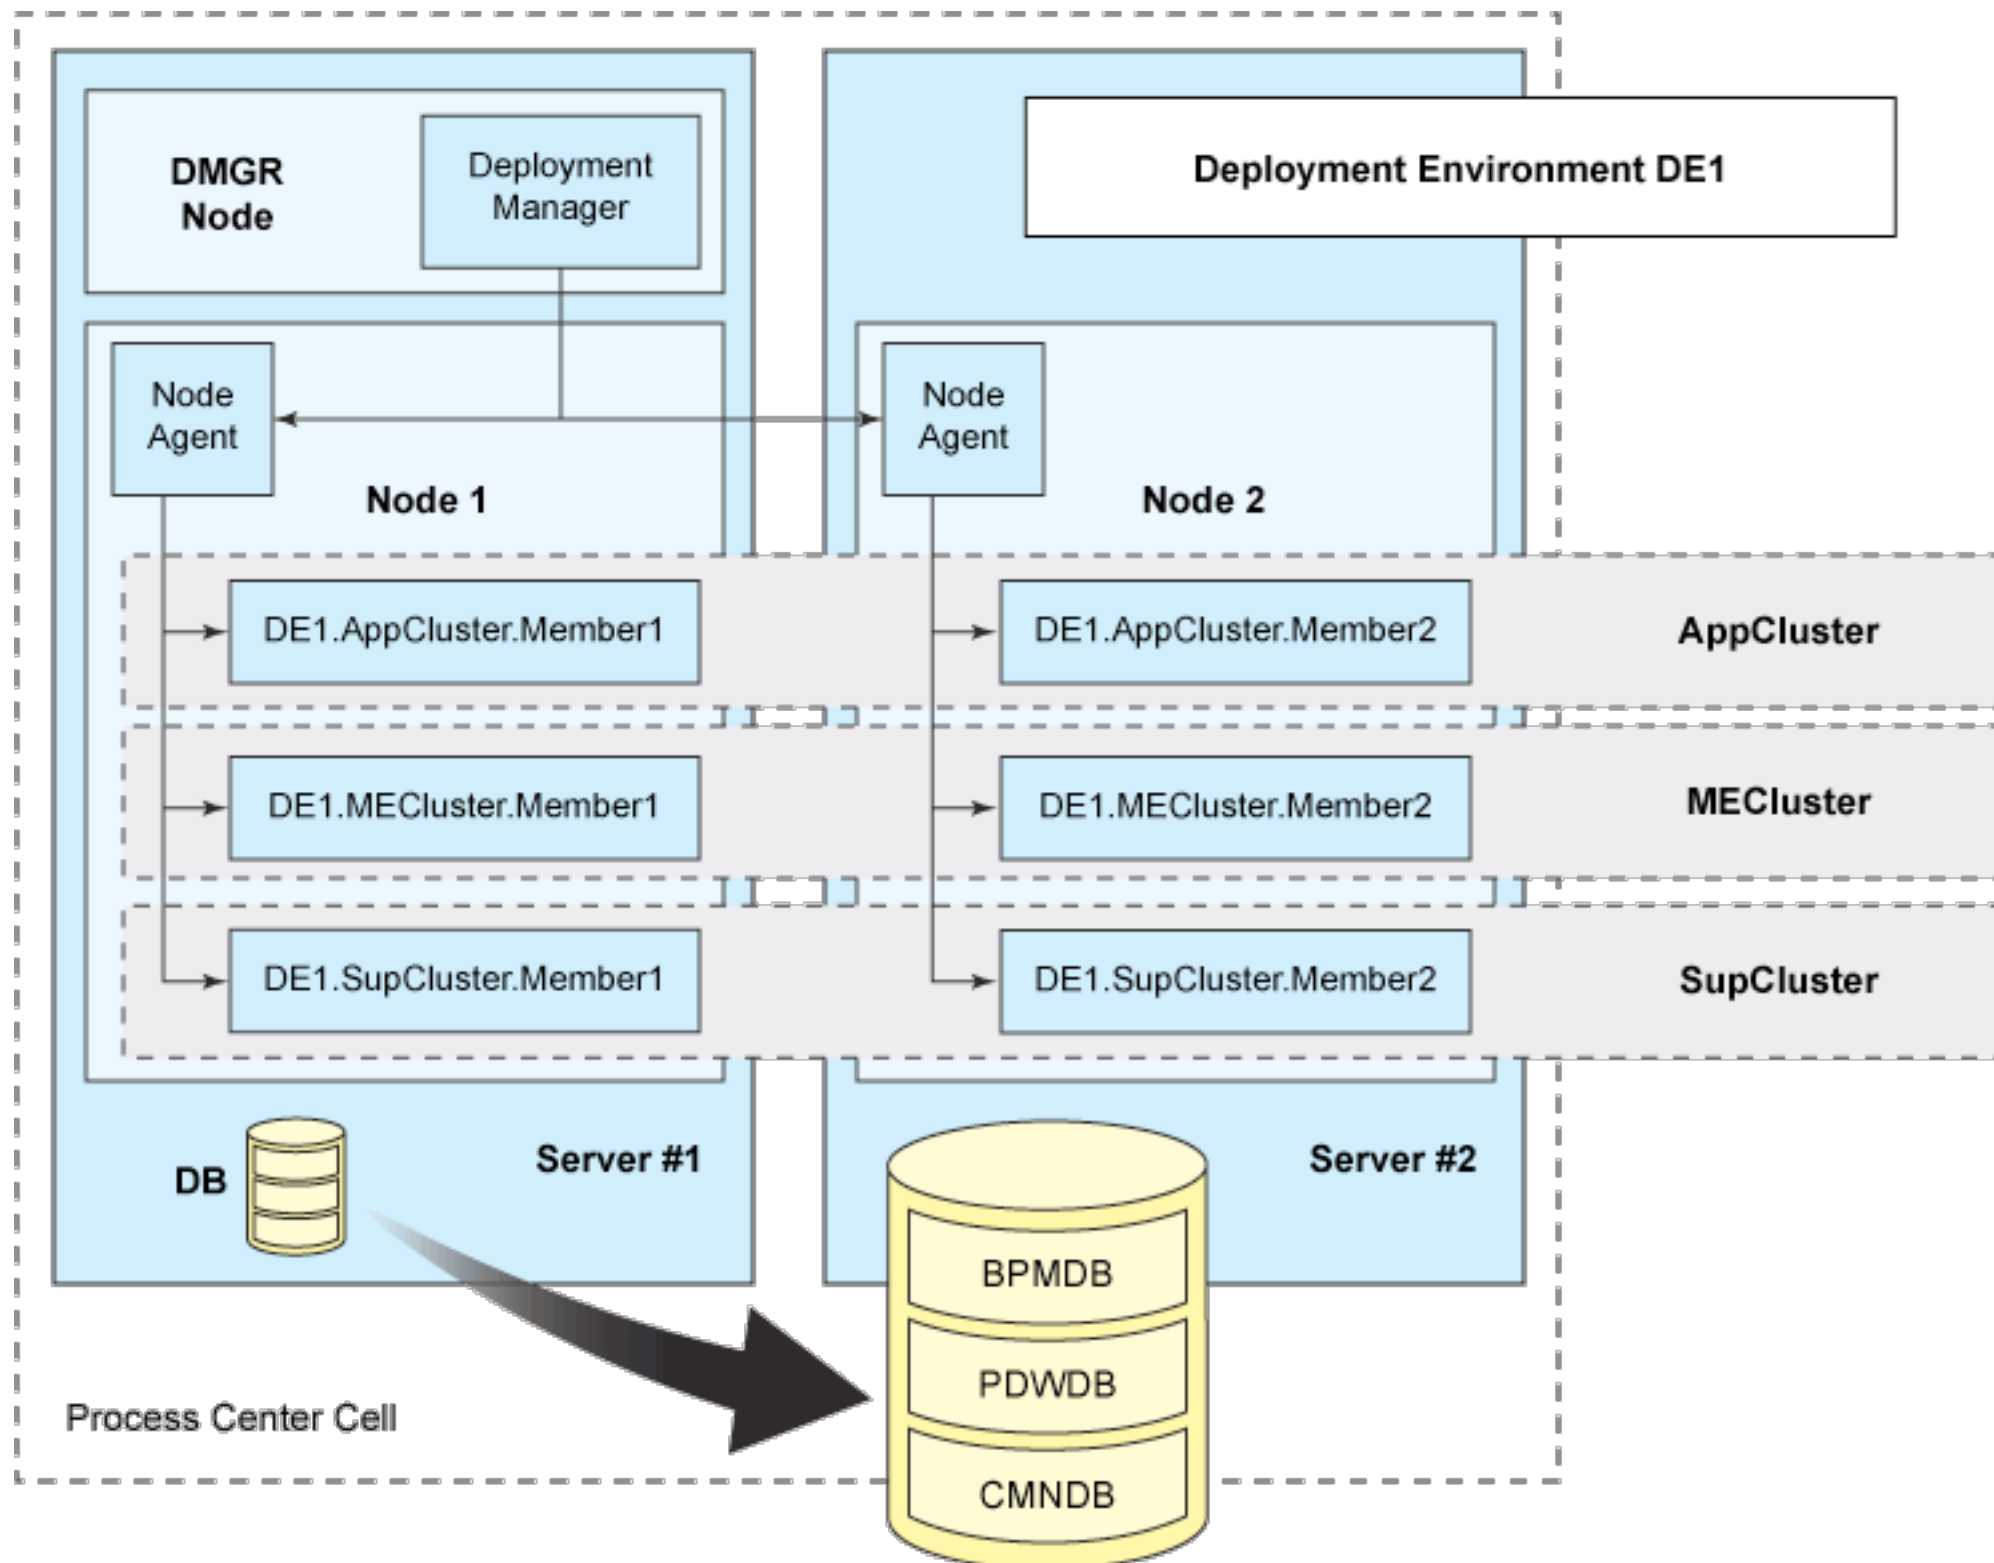 DMGR
Node
Deployment
Manager
Deployment Environment DE1
Node
Agent
Node 1
Node
Agent
Node 2
DE1.AppCluster.Member1
DE1.AppCluster.Member2
AppCluster
DE1.MECluster.Member1
DE1.MECluster.Member2
MECluster
DE1.SupCluster.Member1
DE1.SupCluster.Member2
SupCluster
DB
Server #1
Server #2
BPMDB
PDWDB
CMNDB
Process Center Cell